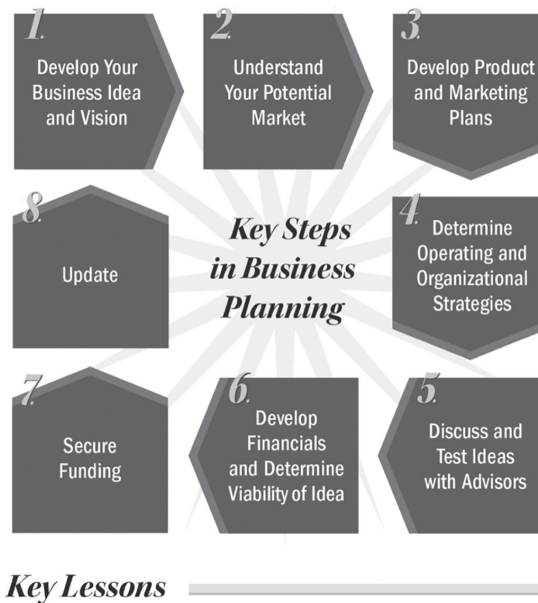 1.
Develop Your
Business Idea
and Vision
2.
Understand
Your Potential
Market
3.
Develop Product
and Marketing
Plans
4.
Determine
Operating and
Organizational
Strategies
5.
Discuss and
Test Ideas
with Advisors
6.
Develop
Financials
and Determine
Viability of Idea
7.
Secure
Funding
8.
Update
Key Steps
in Business
Planning
Key Lessons